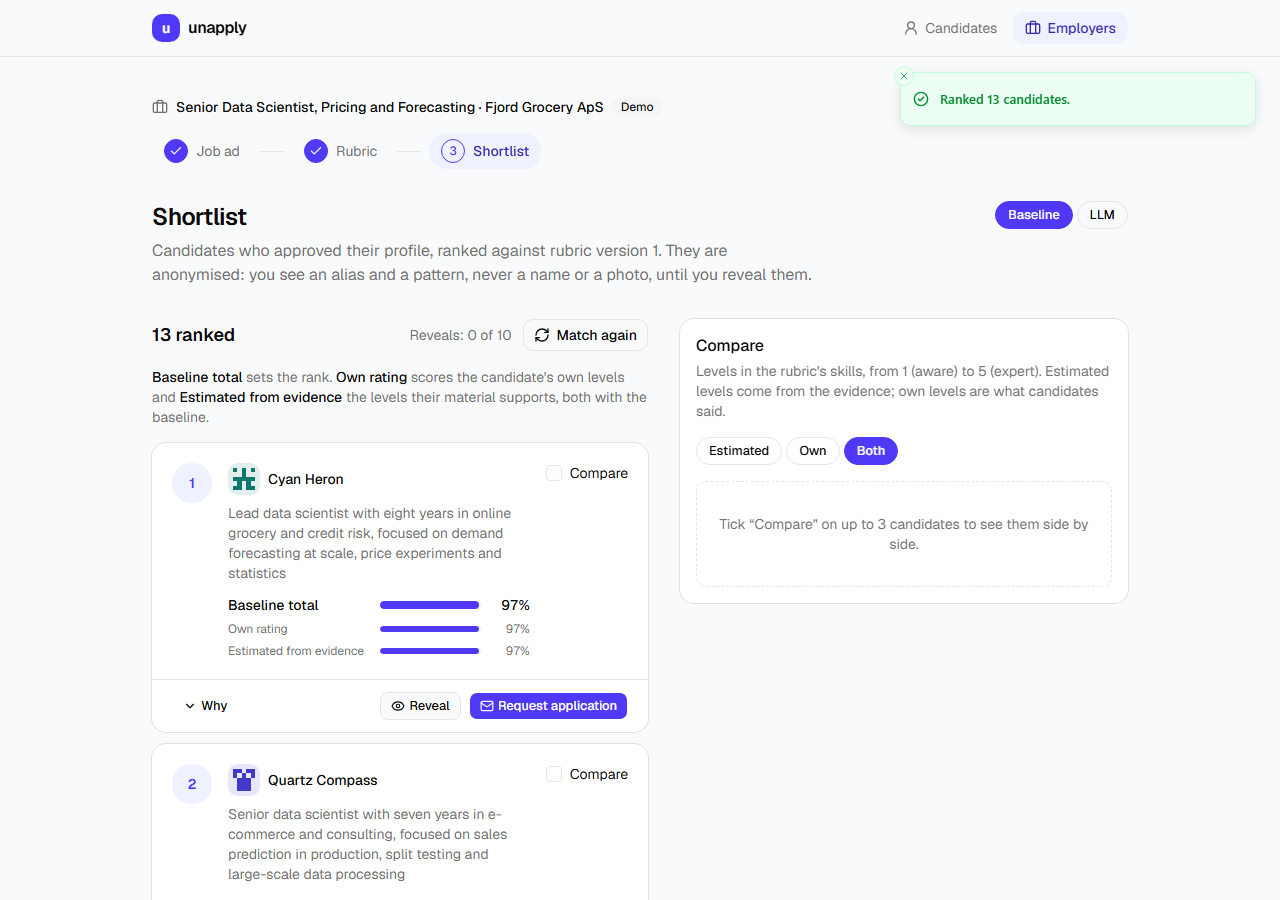 u unapply
Candidates
Employers
Ranked 13 candidates.
Senior Data Scientist, Pricing and Forecasting · Fjord Grocery ApS
Demo
Job ad
Rubric
3 Shortlist
Shortlist
Baseline
LLM
Candidates who approved their profile, ranked against rubric version 1. They are
anonymised: you see an alias and a pattern, never a name or a photo, until you reveal them.
13 ranked
Reveals: 0 of 10
Match again
Baseline total sets the rank. Own rating scores the candidate's own levels
and Estimated from evidence the levels their material supports, both with the
baseline.
1
Cyan Heron
Compare
Lead data scientist with eight years in online
grocery and credit risk, focused on demand
forecasting at scale, price experiments and
statistics
Baseline total 97%
Own rating 97%
Estimated from evidence 97%
Why
Reveal
Request application
2
Quartz Compass
Compare
Senior data scientist with seven years in e-
commerce and consulting, focused on sales
prediction in production, split testing and
large-scale data processing
Compare
Levels in the rubric's skills, from 1 (aware) to 5 (expert). Estimated
levels come from the evidence; own levels are what candidates
said.
Estimated
Own
Both
Tick “Compare” on up to 3 candidates to see them side by
side.